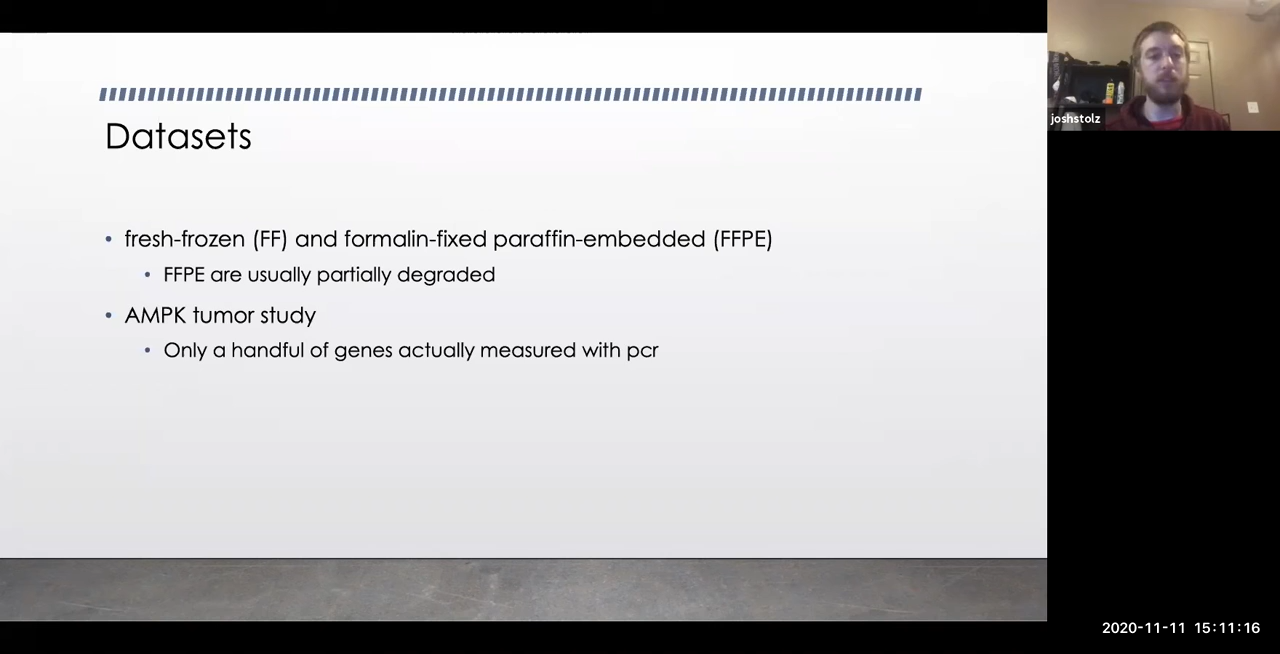 Datasets
• fresh-frozen (FF) and formalin-fixed paraffin-embedded (FFPE)
• FFPE are usually partially degraded
• AMPK tumor study
• Only a handful of genes actually measured with pcr
joshstolz
2020-11-11 15:11:16